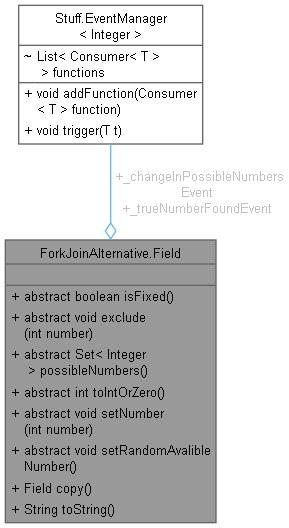 Stuff.EventManager
< Integer >
~ List< Consumer< T >
> functions
+ void addFunction(Consumer
< T > function)
+ void trigger(T t)
+_changeInPossibleNumbers
Event
+_trueNumberFoundEvent
ForkJoinAlternative.Field
+ abstract boolean isFixed()
+ abstract void exclude
(int number)
+ abstract Set< Integer
> possibleNumbers()
+ abstract int toIntOrZero()
+ abstract void setNumber
(int number)
+ abstract void setRandomAvalible
Number()
+ Field copy()
+ String toString()